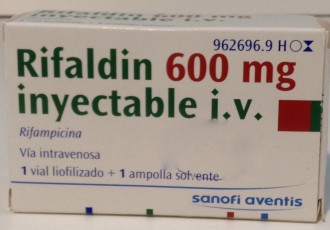 962696.9 H
Rifaldin 600 mg
inyectable i.v.
Rifampicina
Vía intravenosa
1 vial liofilizado + 1 ampolla solvente
sanofi aventis